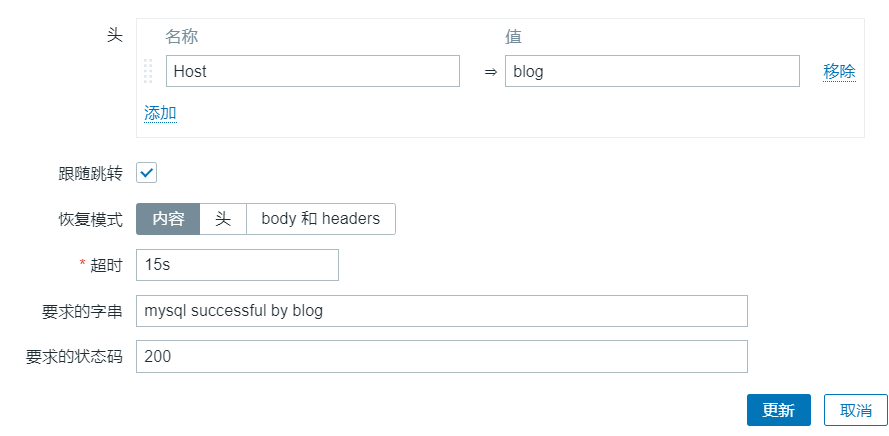 头 名称 值
Host ⇒ blog 移除
添加
跟随跳转
恢复模式 内容 头 body 和 headers
* 超时 15s
要求的字串 mysql successful by blog
要求的状态码 200
更新 取消